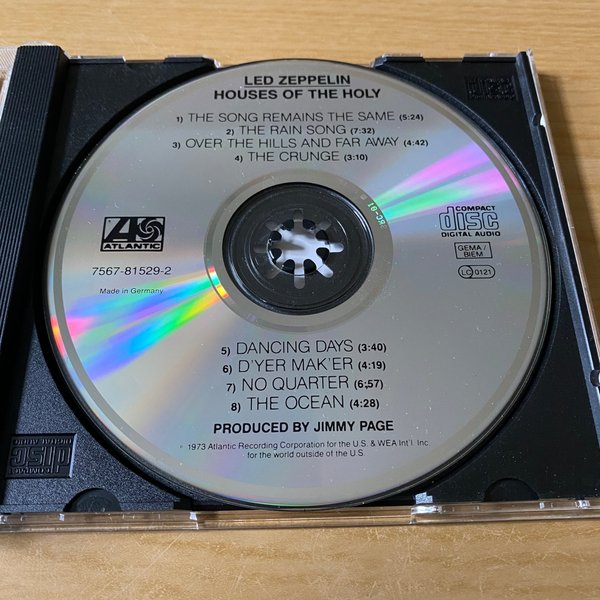 LED ZEPPELIN
HOUSES OF THE HOLY
1) THE SONG REMAINS THE SAME (5:24)
2) THE RAIN SONG (7:32)
3) OVER THE HILLS AND FAR AWAY (4:42)
4) THE CRUNGE (3:10)
ATLANTIC
7567-81529-2
Made in Germany
COMPACT
disc
DIGITAL AUDIO
GEMA /
BIEM
LC 0121
5) DANCING DAYS (3:40)
6) D'YER MAK'ER (4:19)
7) NO QUARTER (6;57)
8) THE OCEAN (4:28)
PRODUCED BY JIMMY PAGE
℗ 1973 Atlantic Recording Corporation for the U.S. & WEA Int'l. Inc.
for the world outside of the U.S.
COMPACT
disc
DIGITAL AUDIO